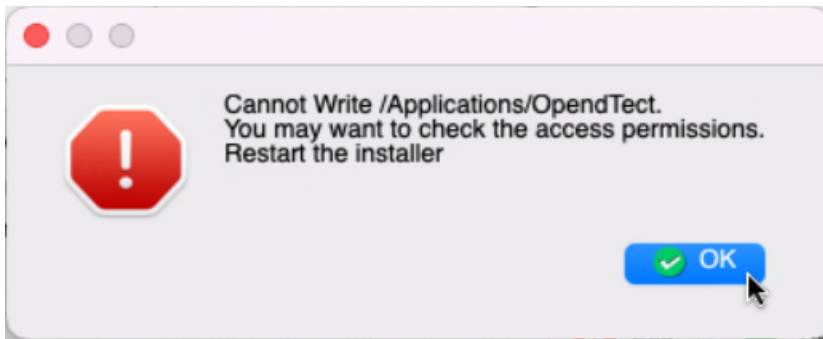 Cannot Write /Applications/OpendTect.
You may want to check the access permissions.
Restart the installer
OK